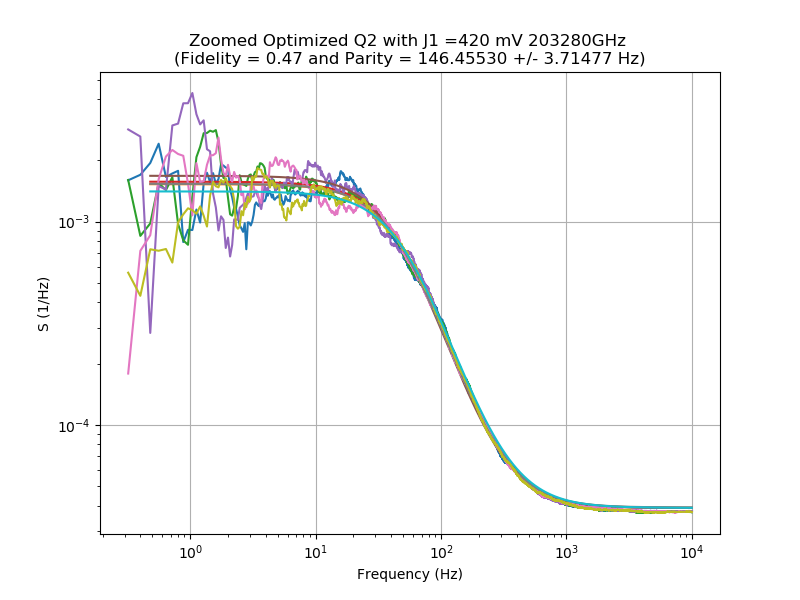 Zoomed Optimized Q2 with J1 =420 mV 203280GHz
(Fidelity = 0.47 and Parity = 146.45530 +/- 3.71477 Hz)
S (1/Hz)
10⁻³
10⁻⁴
10⁰ 10¹ 10² 10³ 10⁴
Frequency (Hz)